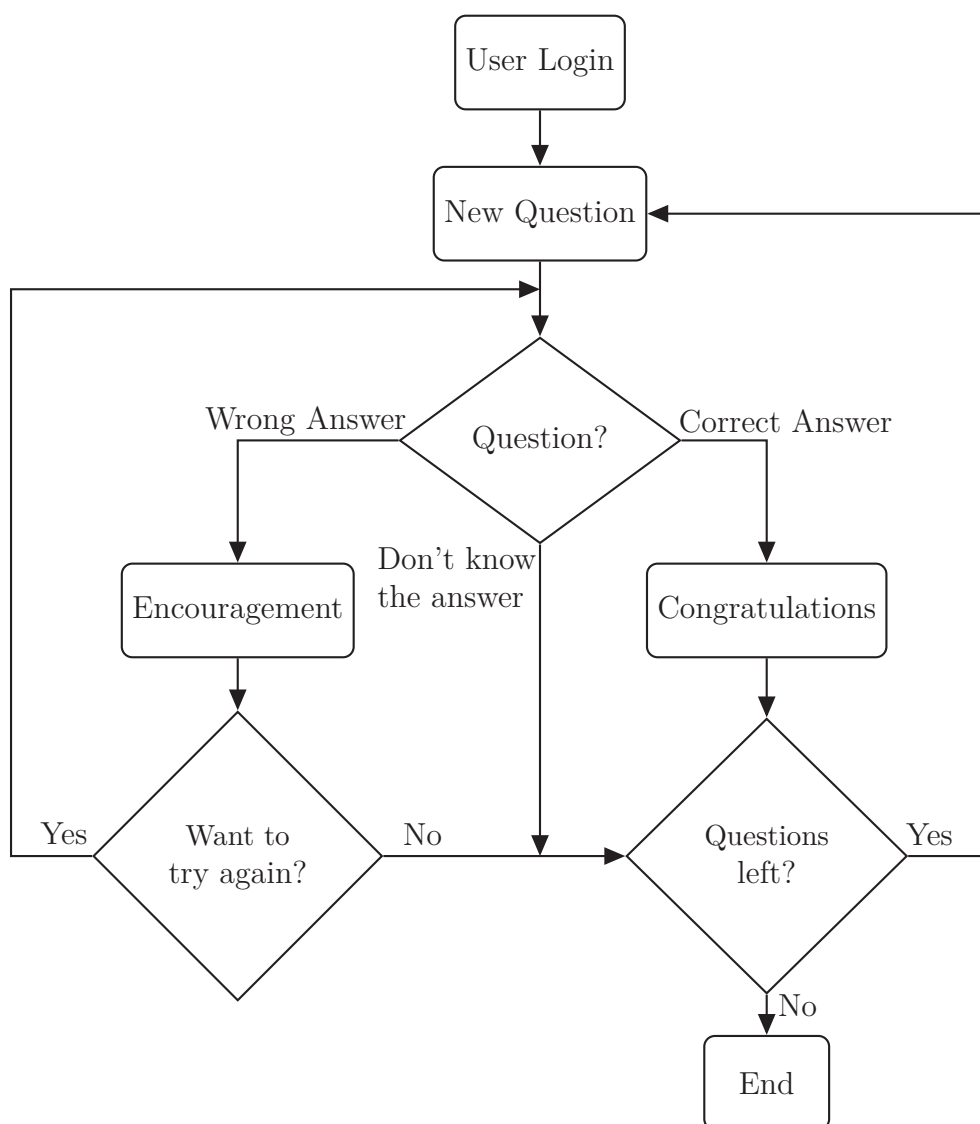 User Login
New Question
Wrong Answer
Question?
Correct Answer
Don't know
the answer
Encouragement
Congratulations
Yes
Want to
try again?
No
Questions
left?
Yes
No
End